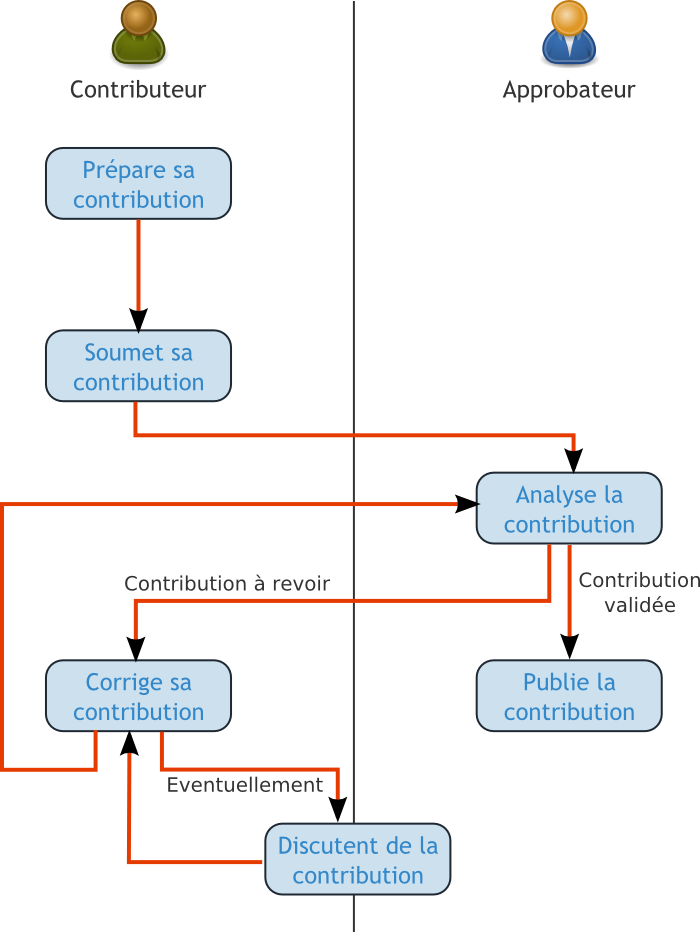 Contributeur
Approbateur
Prépare sa
contribution
Soumet sa
contribution
Analyse la
contribution
Contribution à revoir
Contribution
validée
Corrige sa
contribution
Publie la
contribution
Eventuellement
Discutent de la
contribution